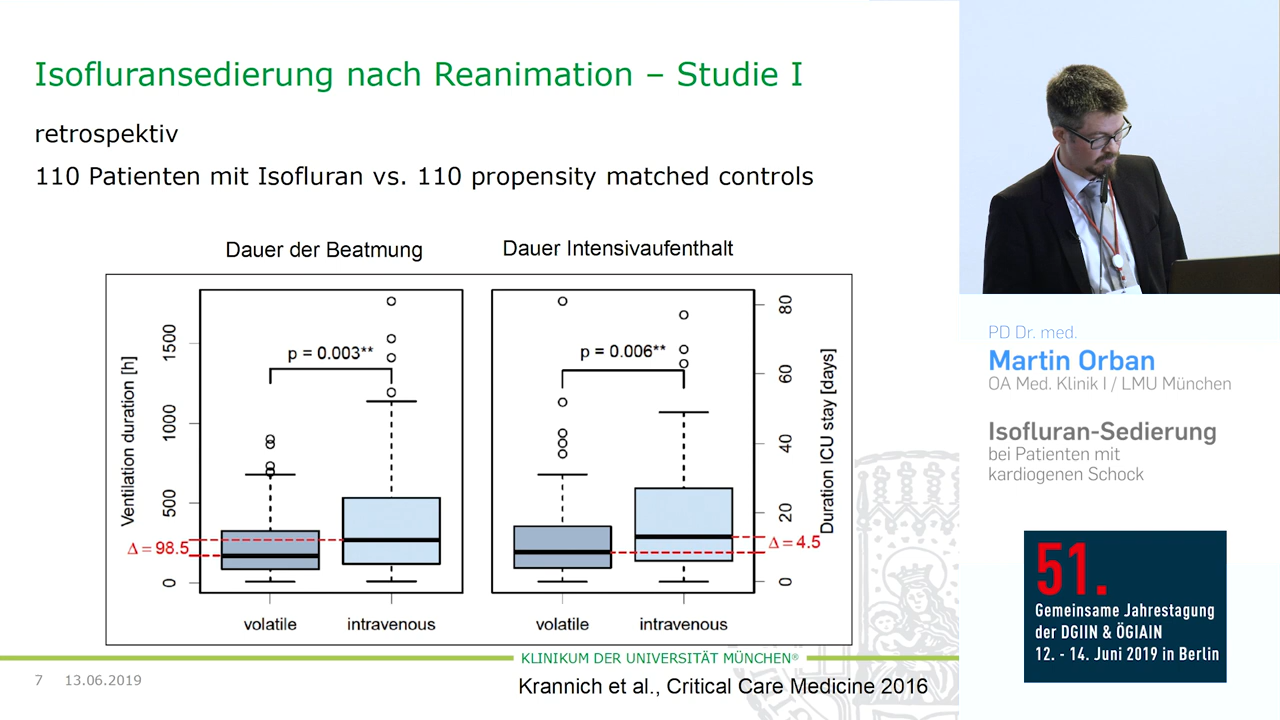 Isofluransedierung nach Reanimation – Studie I
retrospektiv
110 Patienten mit Isofluran vs. 110 propensity matched controls
Dauer der Beatmung
Dauer Intensivaufenthalt
Ventilation duration [h]
0
500
1000
1500
p = 0.003**
Δ = 98.5
volatile
intravenous
p = 0.006**
Δ = 4.5
volatile
intravenous
0
20
40
60
80
Duration ICU stay [days]
KLINIKUM DER UNIVERSITÄT MÜNCHEN®
7 13.06.2019
Krannich et al., Critical Care Medicine 2016
PD Dr. med.
Martin Orban
OA Med. Klinik I / LMU München
Isofluran-Sedierung
bei Patienten mit
kardiogenen Schock
51.
Gemeinsame Jahrestagung
der DGIIN & ÖGIAIN
12. - 14. Juni 2019 in Berlin